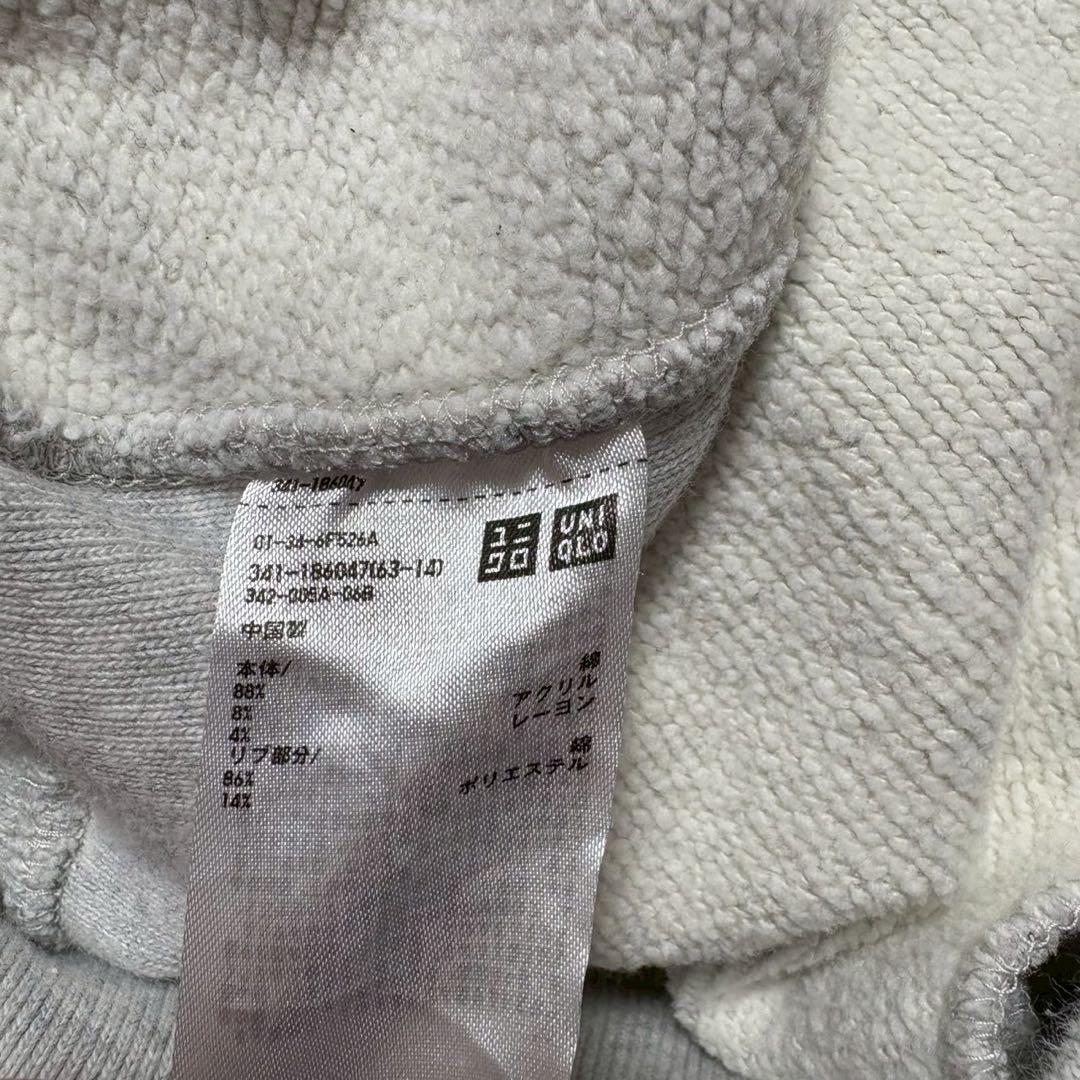 341-186047
01-34-6F526A
341-186047(63-14)
342-005A-06B
ユニクロ
UNIQLO
中国製
本体/
88% 綿
8% アクリル
4% レーヨン
リブ部分/
86% 綿
14% ポリエステル